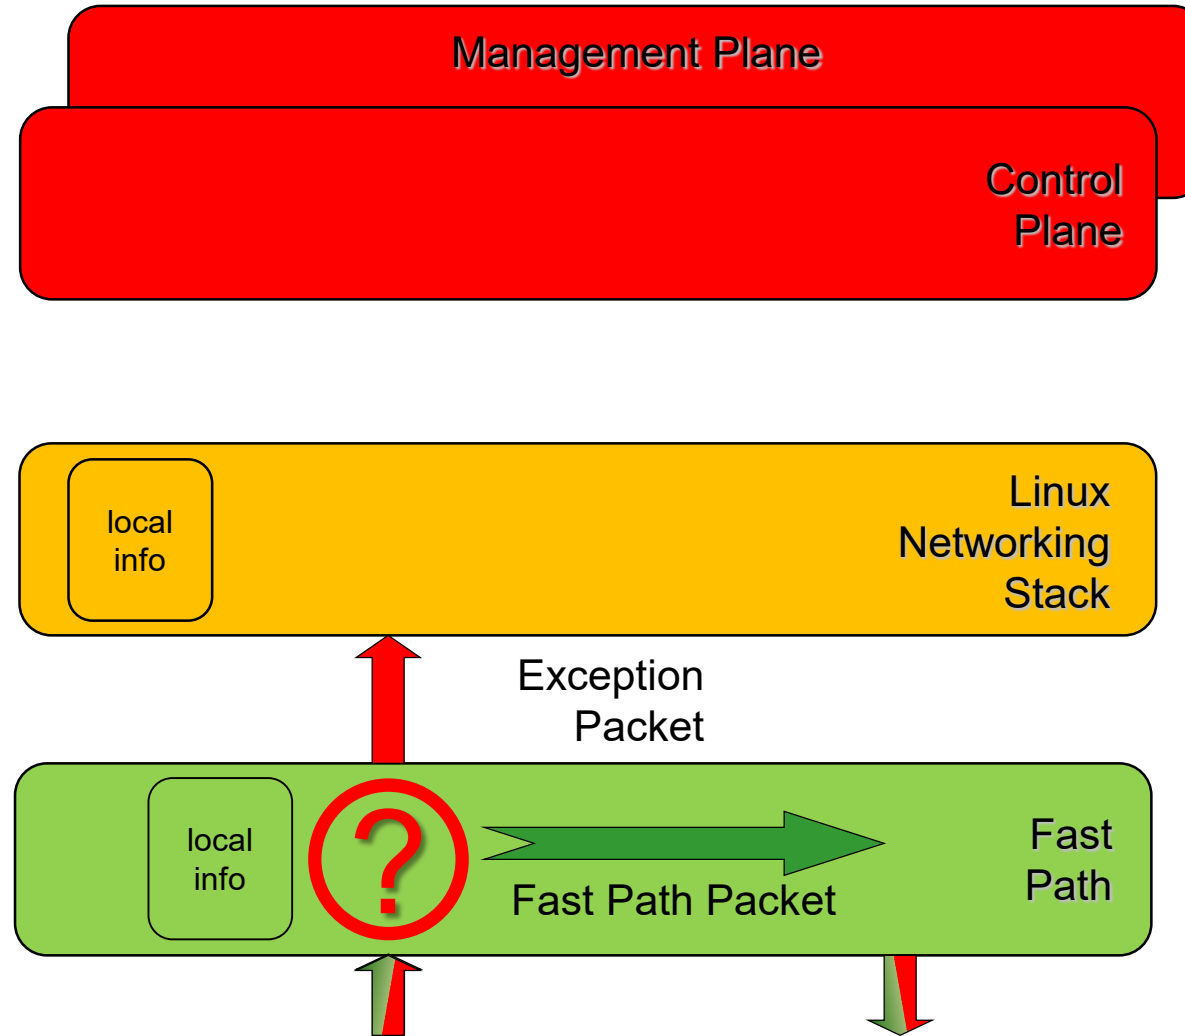 Management Plane
Control
Plane
local
info
Linux
Networking
Stack
Exception
Packet
local
info
?
Fast Path Packet
Fast
Path